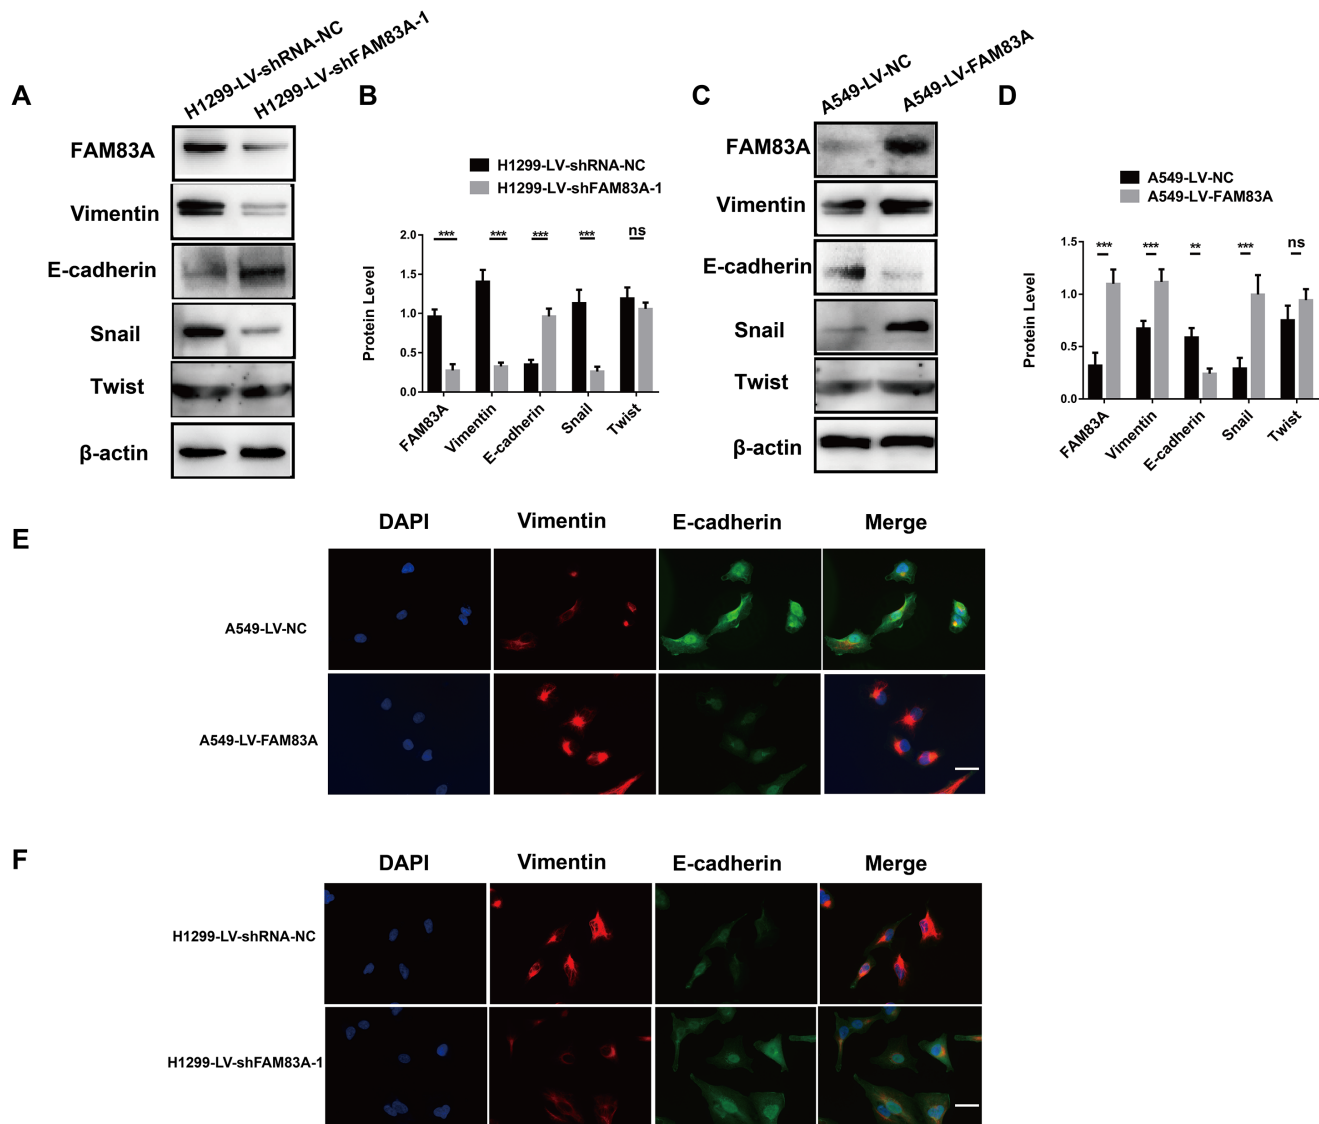 A
H1299-LV-shRNA-NC
H1299-LV-shFAM83A-1
FAM83A
Vimentin
E-cadherin
Snail
Twist
β-actin
B
H1299-LV-shRNA-NC
H1299-LV-shFAM83A-1
Protein Level
2.0
1.5
1.0
0.5
0.0
*** *** *** *** ns
FAM83A
Vimentin
E-cadherin
Snail
Twist
C
A549-LV-NC
A549-LV-FAM83A
FAM83A
Vimentin
E-cadherin
Snail
Twist
β-actin
D
A549-LV-NC
A549-LV-FAM83A
Protein Level
1.5
1.0
0.5
0.0
*** *** ** *** ns
FAM83A
Vimentin
E-cadherin
Snail
Twist
E
DAPI Vimentin E-cadherin Merge
A549-LV-NC
A549-LV-FAM83A
F
DAPI Vimentin E-cadherin Merge
H1299-LV-shRNA-NC
H1299-LV-shFAM83A-1